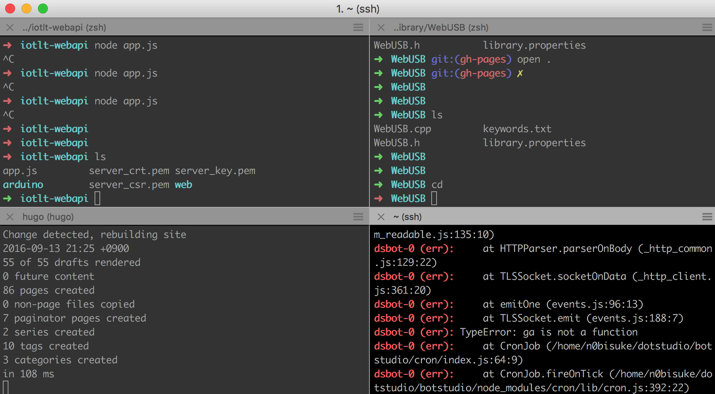 1. ~ (ssh)
../iotlt-webapi (zsh)
➜ iotlt-webapi node app.js
^C
➜ iotlt-webapi node app.js
^C
➜ iotlt-webapi node app.js
^C
➜ iotlt-webapi
➜ iotlt-webapi
➜ iotlt-webapi ls
app.js server_crt.pem server_key.pem
arduino server_csr.pem web
➜ iotlt-webapi
..ibrary/WebUSB (zsh)
WebUSB.h library.properties
➜ WebUSB git:(gh-pages) open .
➜ WebUSB git:(gh-pages) ✗
➜ WebUSB
➜ WebUSB
➜ WebUSB ls
WebUSB.cpp keywords.txt
WebUSB.h library.properties
➜ WebUSB
➜ WebUSB
➜ WebUSB cd
➜ WebUSB
hugo (hugo)
Change detected, rebuilding site
2016-09-13 21:25 +0900
55 of 55 drafts rendered
0 future content
86 pages created
0 non-page files copied
7 paginator pages created
2 series created
10 tags created
3 categories created
in 108 ms
~ (ssh)
m_readable.js:135:10)
dsbot-0 (err): at HTTPParser.parserOnBody (_http_common
.js:129:22)
dsbot-0 (err): at TLSSocket.socketOnData (_http_client.
js:361:20)
dsbot-0 (err): at emitOne (events.js:96:13)
dsbot-0 (err): at TLSSocket.emit (events.js:188:7)
dsbot-0 (err): TypeError: ga is not a function
dsbot-0 (err): at CronJob (/home/n0bisuke/dotstudio/bot
studio/cron/index.js:64:9)
dsbot-0 (err): at CronJob.fireOnTick (/home/n0bisuke/do
tstudio/botstudio/node_modules/cron/lib/cron.js:392:22)